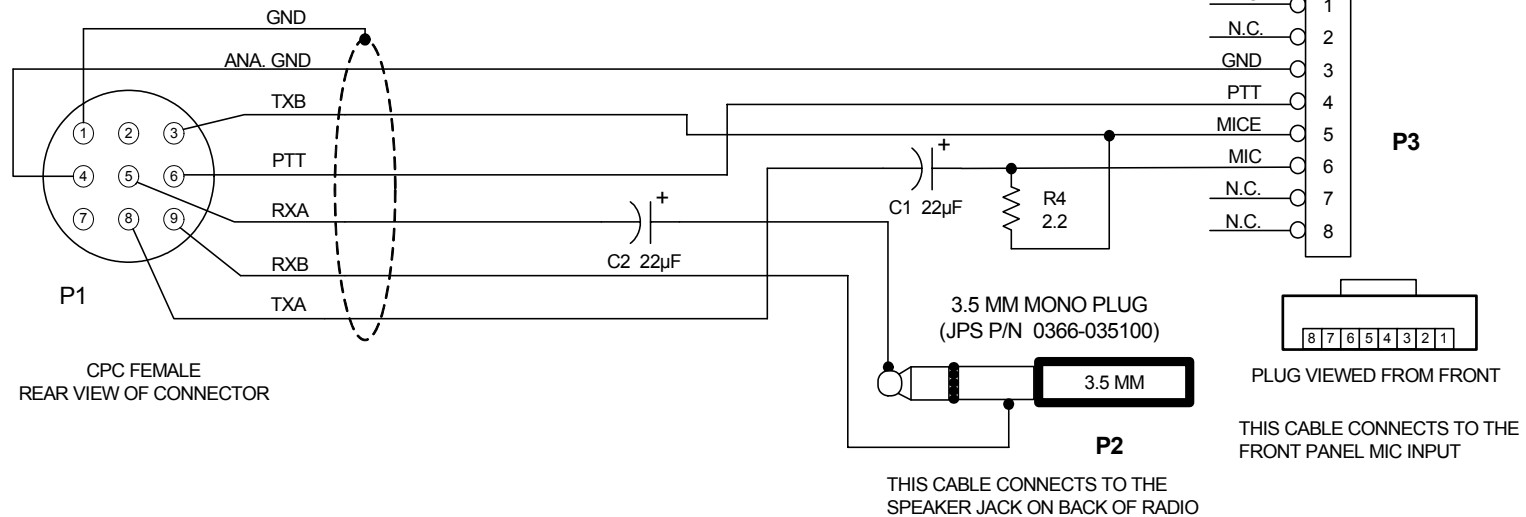 GND
ANA. GND
TXB
PTT
RXA
RXB
TXA
1 2 3
4 5 6
7 8 9
P1
CPC FEMALE
REAR VIEW OF CONNECTOR
+
C2 22µF
+
C1 22µF
R4
2.2
1
N.C. 2
GND 3
PTT 4
MICE 5
MIC 6
N.C. 7
N.C. 8
P3
3.5 MM MONO PLUG
(JPS P/N 0366-035100)
3.5 MM
P2
THIS CABLE CONNECTS TO THE
SPEAKER JACK ON BACK OF RADIO
8 7 6 5 4 3 2 1
PLUG VIEWED FROM FRONT
THIS CABLE CONNECTS TO THE
FRONT PANEL MIC INPUT